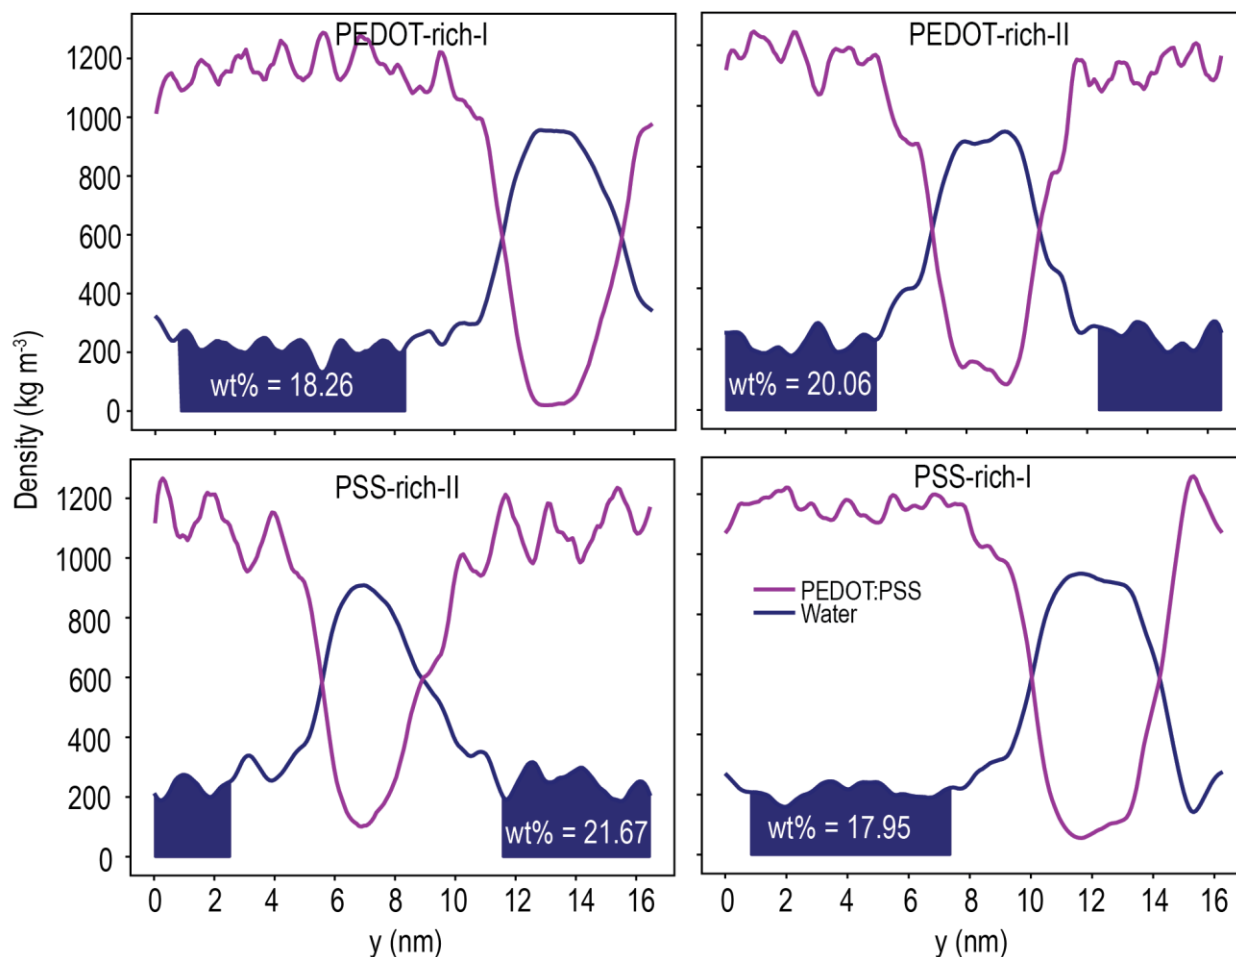 PEDOT-rich-I
PEDOT-rich-II
1200
1000
800
600
400
200
0
wt% = 18.26
wt% = 20.06
Density (kg m⁻³)
PSS-rich-II
PSS-rich-I
1200
1000
800
600
400
200
0
PEDOT:PSS
Water
wt% = 21.67
wt% = 17.95
0 2 4 6 8 10 12 14 16
0 2 4 6 8 10 12 14 16
y (nm)
y (nm)